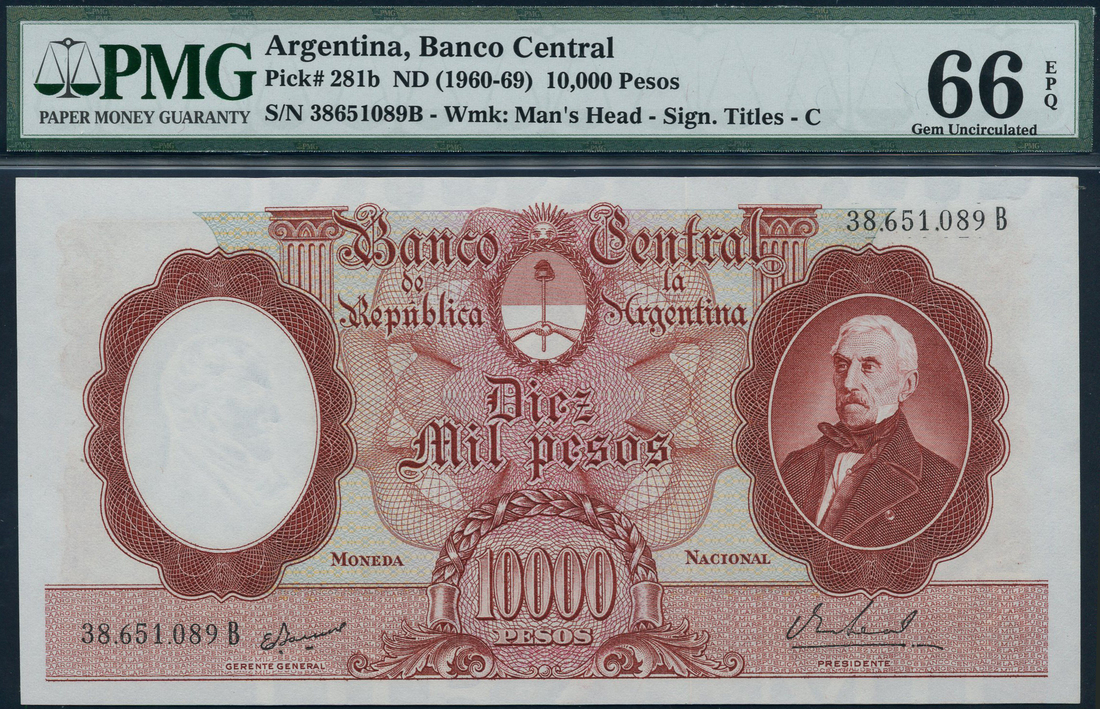 PMG
PAPER MONEY GUARANTY
Argentina, Banco Central
Pick# 281b ND (1960-69) 10,000 Pesos
S/N 38651089B - Wmk: Man's Head - Sign. Titles - C
66 EPQ
Gem Uncirculated
PMG
38.651.089 B
Banco Central
de la
República Argentina
Diez
Mil pesos
MONEDA NACIONAL
10000
PESOS
38.651.089 B
GERENTE GENERAL
PRESIDENTE